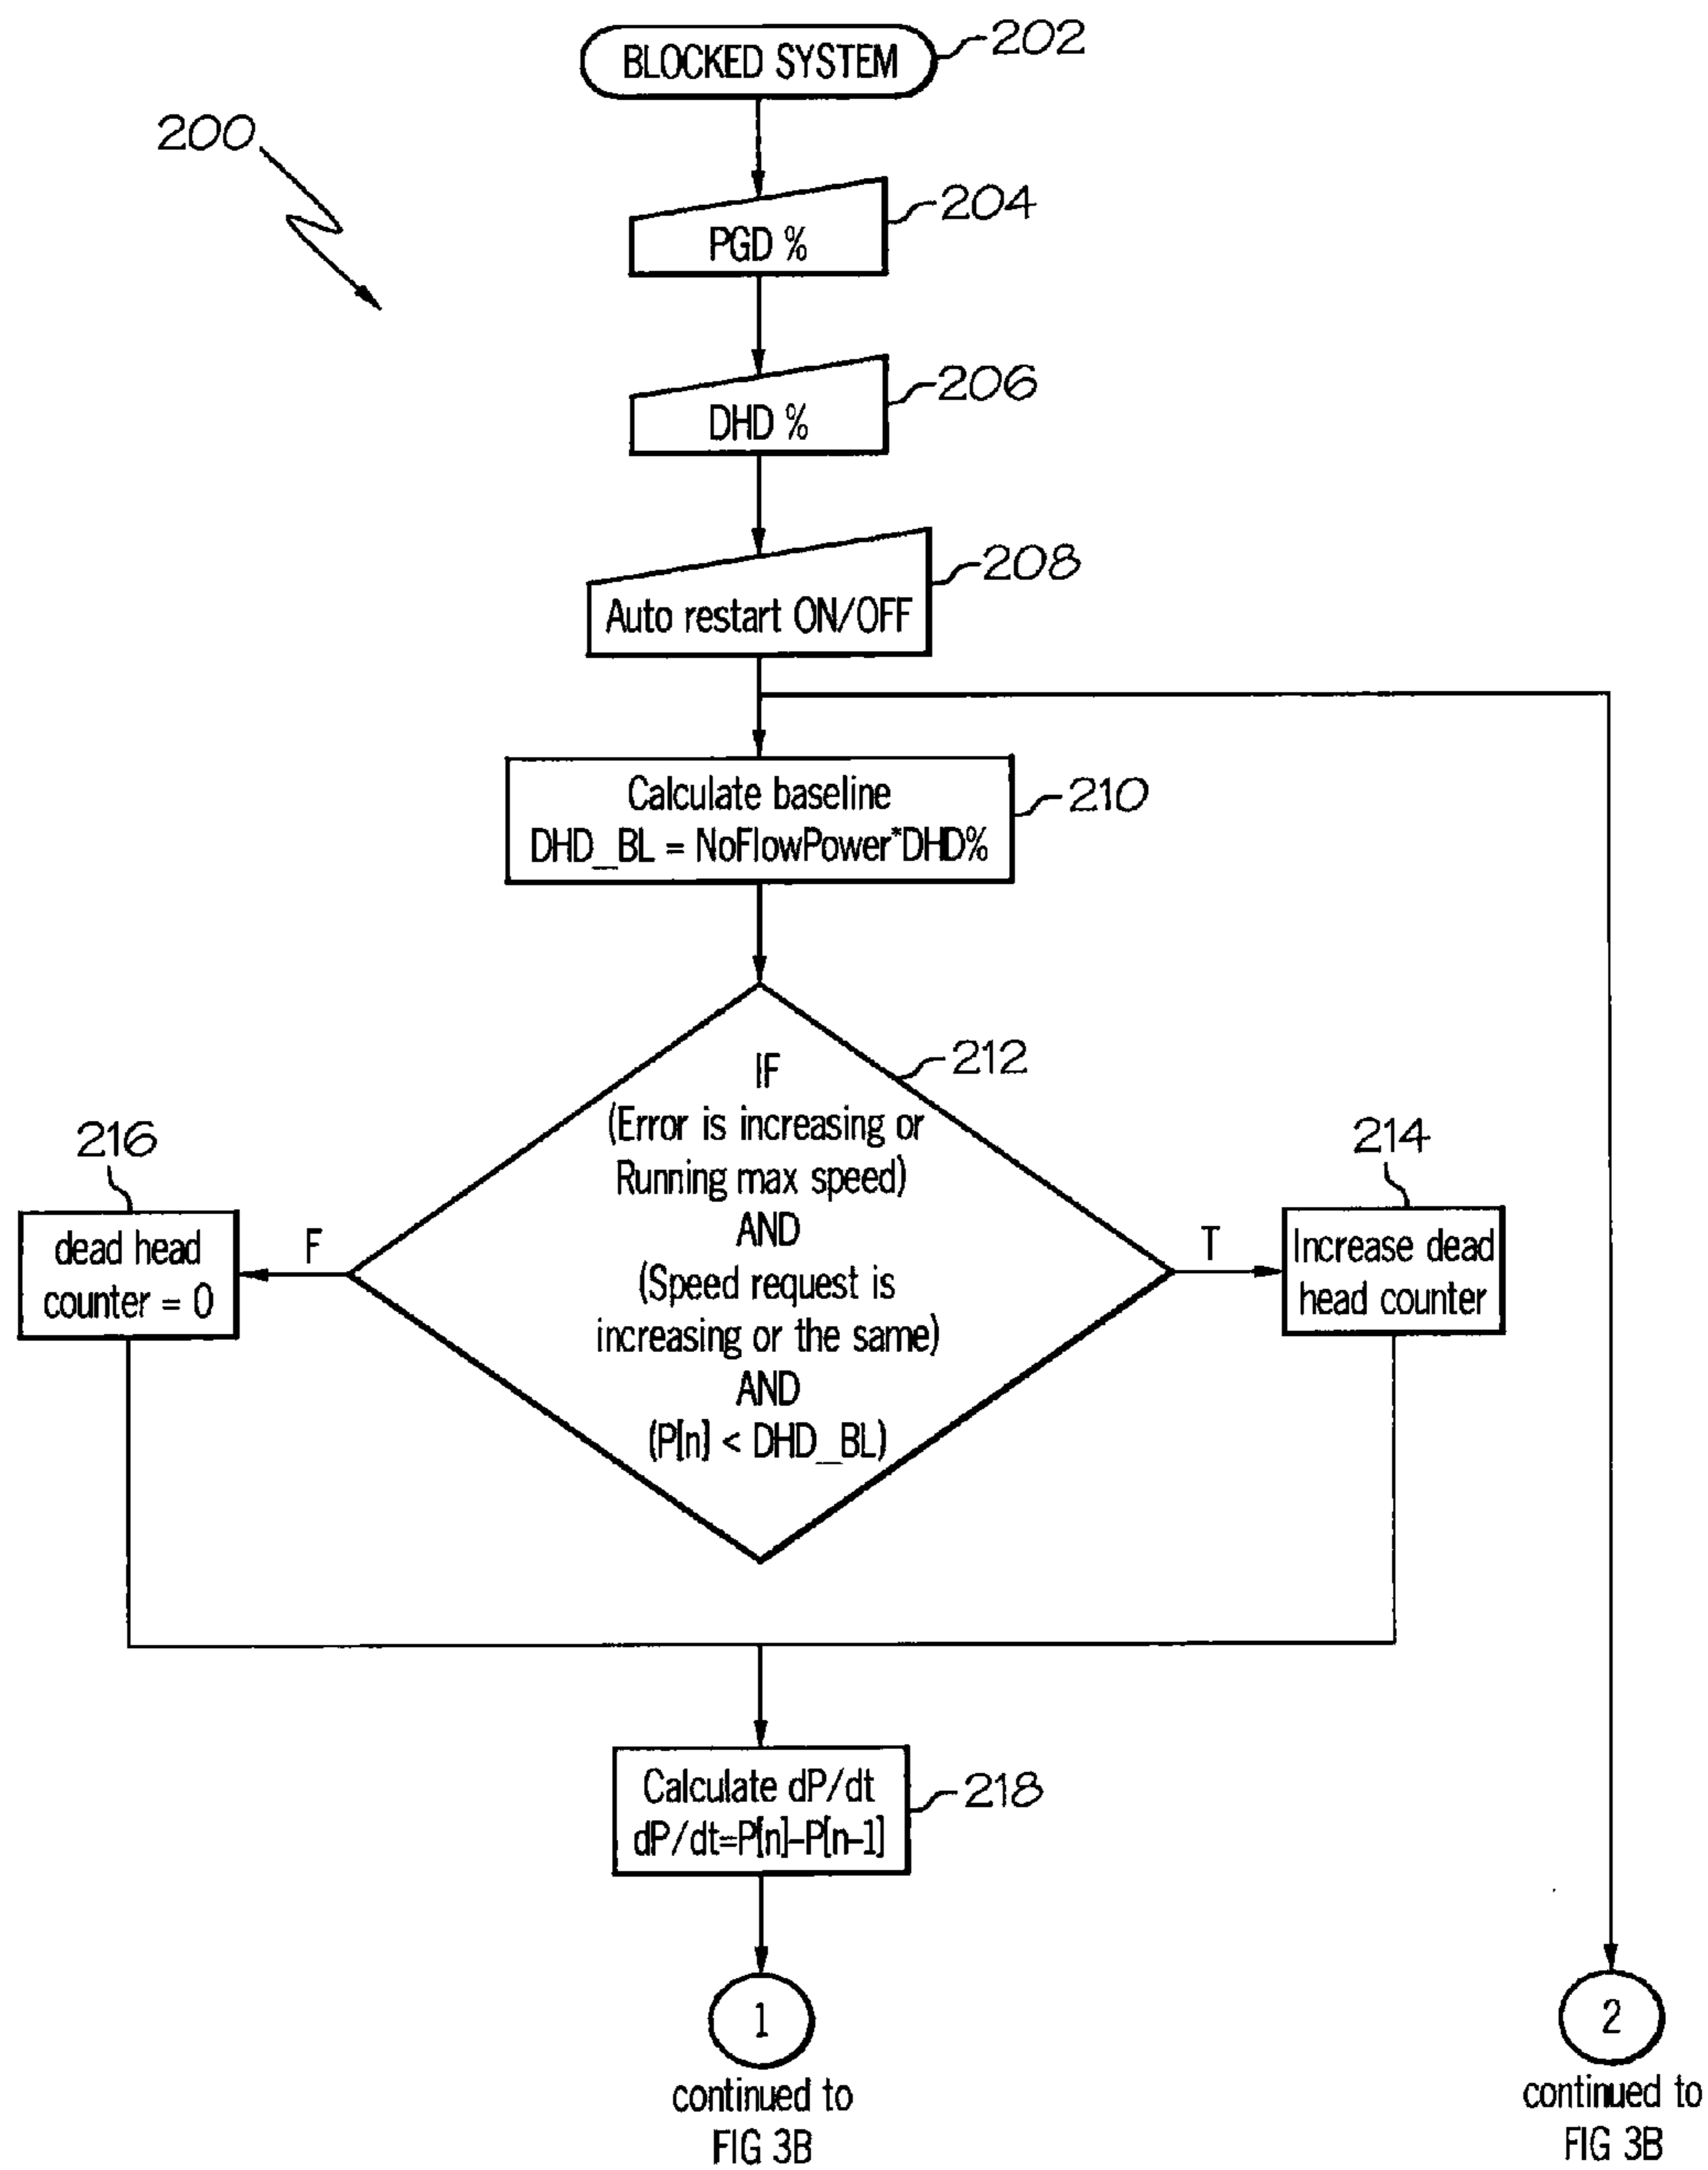 BLOCKED SYSTEM
202
200
PGD %
204
DHD %
206
Auto restart ON/OFF
208
Calculate baseline
DHD_BL = NoFlowPower*DHD%
210
IF
(Error is increasing or
Running max speed)
AND
(Speed request is
increasing or the same)
AND
(P[n] < DHD_BL)
212
F
216
dead head
counter = 0
T
214
Increase dead
head counter
Calculate dP/dt
dP/dt=P[n]-P[n-1]
218
1
continued to
FIG 3B
2
continued to
FIG 3B